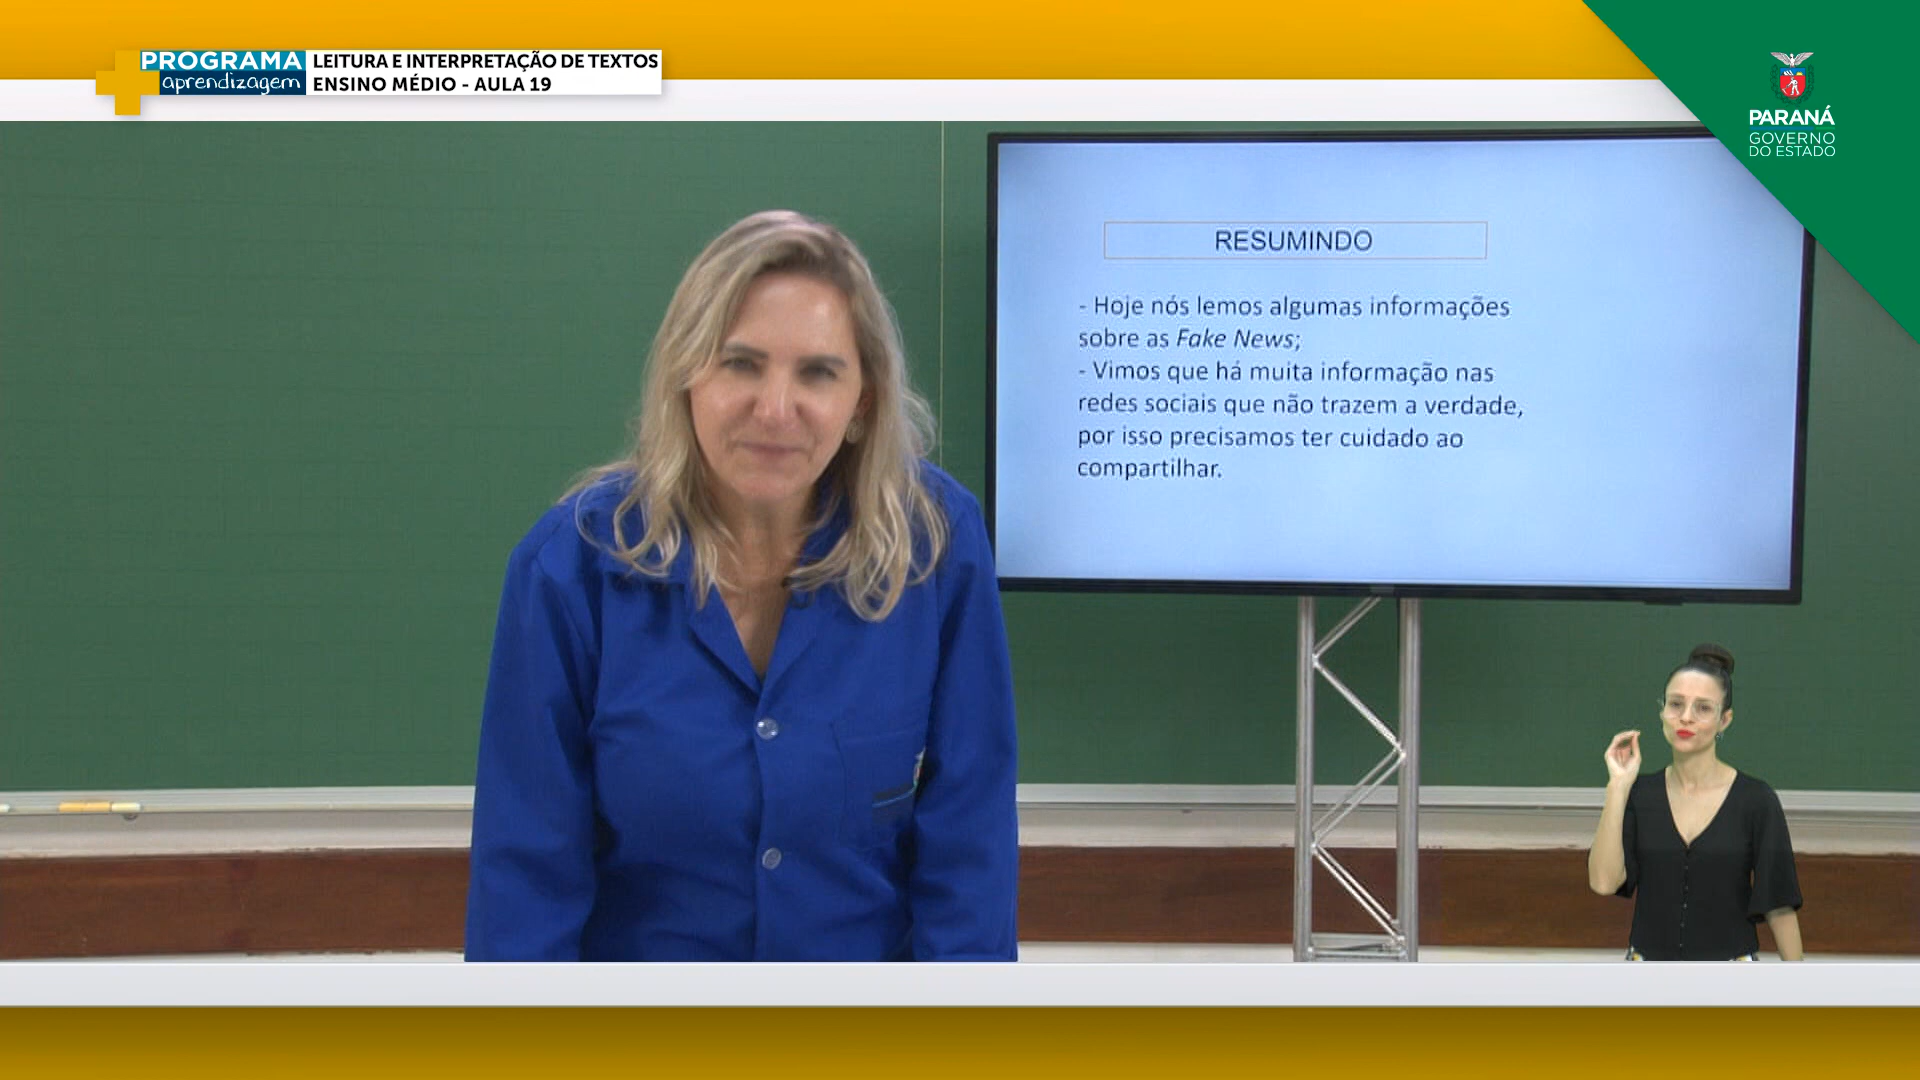 PROGRAMA
aprendizagem
LEITURA E INTERPRETAÇÃO DE TEXTOS
ENSINO MÉDIO - AULA 19
PARANÁ
GOVERNO
DO ESTADO
RESUMINDO
- Hoje nós lemos algumas informações
sobre as Fake News;
- Vimos que há muita informação nas
redes sociais que não trazem a verdade,
por isso precisamos ter cuidado ao
compartilhar.